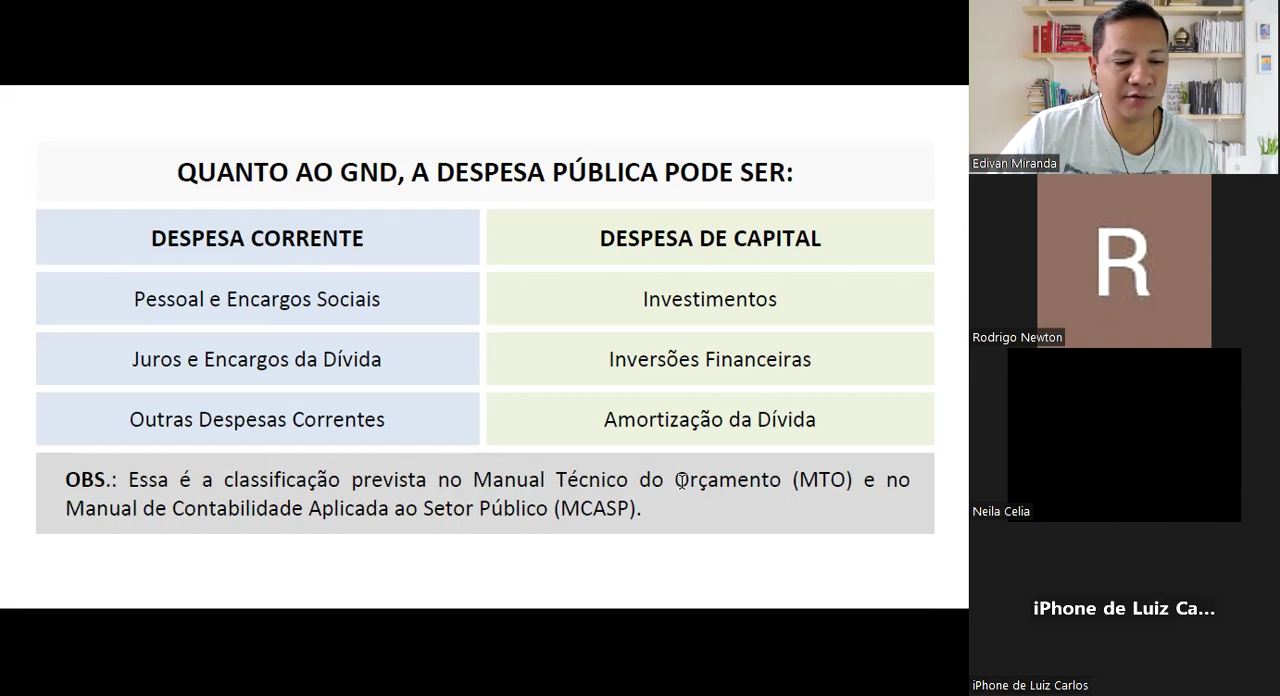 QUANTO AO GND, A DESPESA PÚBLICA PODE SER:
DESPESA CORRENTE
DESPESA DE CAPITAL
Pessoal e Encargos Sociais
Investimentos
Juros e Encargos da Dívida
Inversões Financeiras
Outras Despesas Correntes
Amortização da Dívida
OBS.: Essa é a classificação prevista no Manual Técnico do Orçamento (MTO) e no
Manual de Contabilidade Aplicada ao Setor Público (MCASP).
Edivan Miranda
R
Rodrigo Newton
Neila Celia
iPhone de Luiz Ca...
iPhone de Luiz Carlos